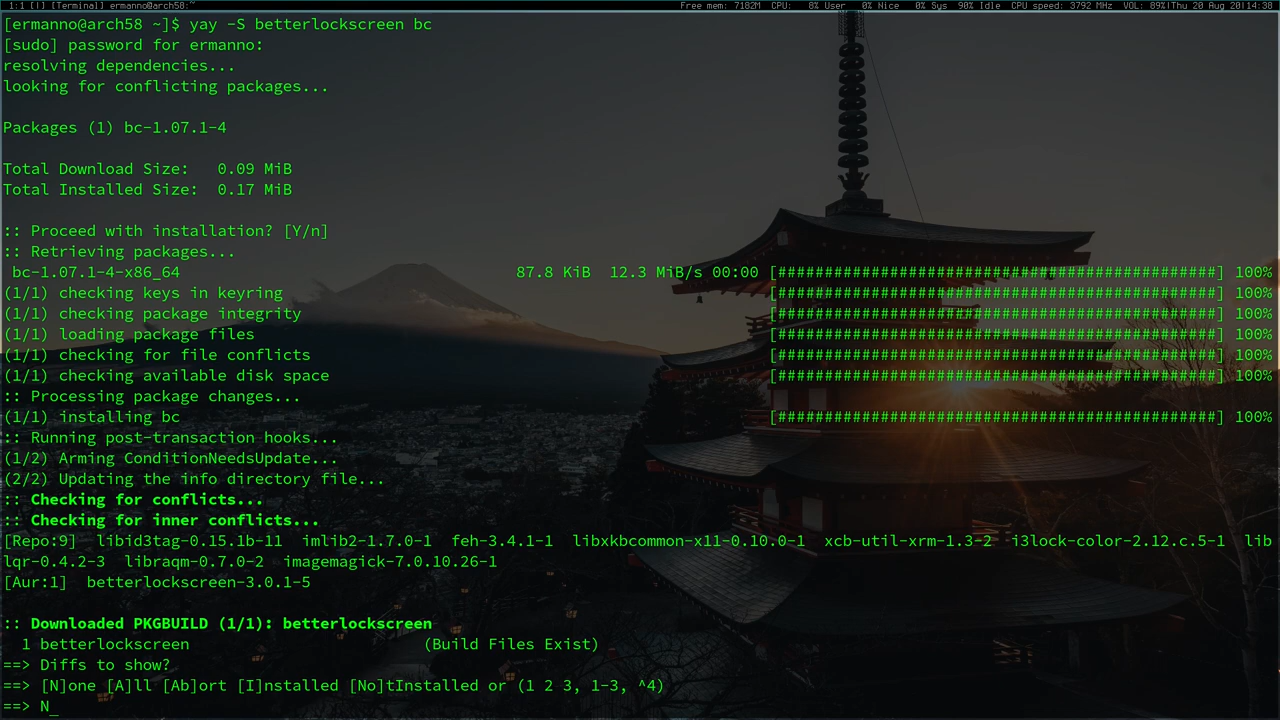 1:1 [|] [Terminal] ermanno@arch58:~ Free mem: 7182M CPU: 8% User 0% Nice 0% Sys 90% Idle CPU speed: 3792 MHz VOL: 89%|Thu 20 Aug 20|14:38
[ermanno@arch58 ~]$ yay -S betterlockscreen bc
[sudo] password for ermanno:
resolving dependencies...
looking for conflicting packages...
Packages (1) bc-1.07.1-4
Total Download Size: 0.09 MiB
Total Installed Size: 0.17 MiB
:: Proceed with installation? [Y/n]
:: Retrieving packages...
bc-1.07.1-4-x86_64 87.8 KiB 12.3 MiB/s 00:00 [################################################] 100%
(1/1) checking keys in keyring [################################################] 100%
(1/1) checking package integrity [################################################] 100%
(1/1) loading package files [################################################] 100%
(1/1) checking for file conflicts [################################################] 100%
(1/1) checking available disk space [################################################] 100%
:: Processing package changes...
(1/1) installing bc [################################################] 100%
:: Running post-transaction hooks...
(1/2) Arming ConditionNeedsUpdate...
(2/2) Updating the info directory file...
:: Checking for conflicts...
:: Checking for inner conflicts...
[Repo:9] libid3tag-0.15.1b-11 imlib2-1.7.0-1 feh-3.4.1-1 libxkbcommon-x11-0.10.0-1 xcb-util-xrm-1.3-2 i3lock-color-2.12.c.5-1 lib
lqr-0.4.2-3 libraqm-0.7.0-2 imagemagick-7.0.10.26-1
[Aur:1] betterlockscreen-3.0.1-5
:: Downloaded PKGBUILD (1/1): betterlockscreen
1 betterlockscreen (Build Files Exist)
==> Diffs to show?
==> [N]one [A]ll [Ab]ort [I]nstalled [No]tInstalled or (1 2 3, 1-3, ^4)
==> N_